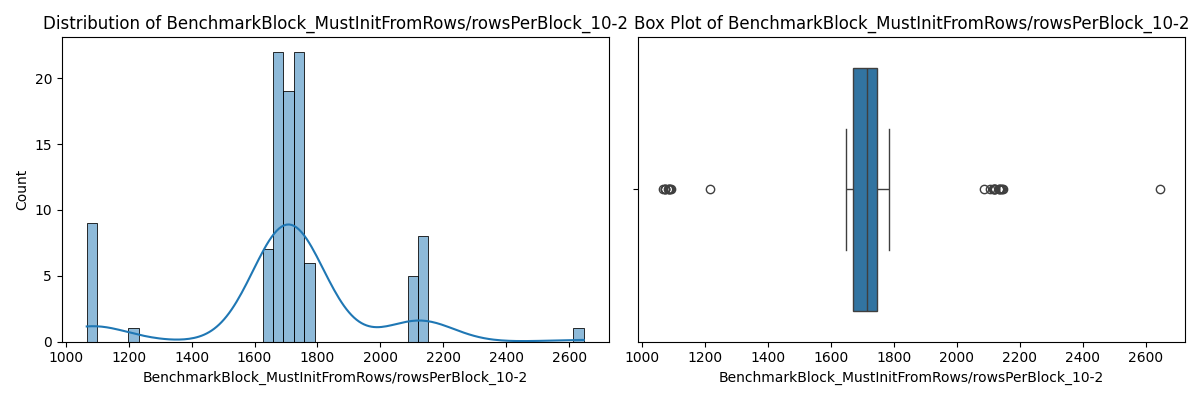 Distribution of BenchmarkBlock_MustInitFromRows/rowsPerBlock_10-2
Count
20
15
10
5
0
1000 1200 1400 1600 1800 2000 2200 2400 2600
BenchmarkBlock_MustInitFromRows/rowsPerBlock_10-2
Box Plot of BenchmarkBlock_MustInitFromRows/rowsPerBlock_10-2
1000 1200 1400 1600 1800 2000 2200 2400 2600
BenchmarkBlock_MustInitFromRows/rowsPerBlock_10-2